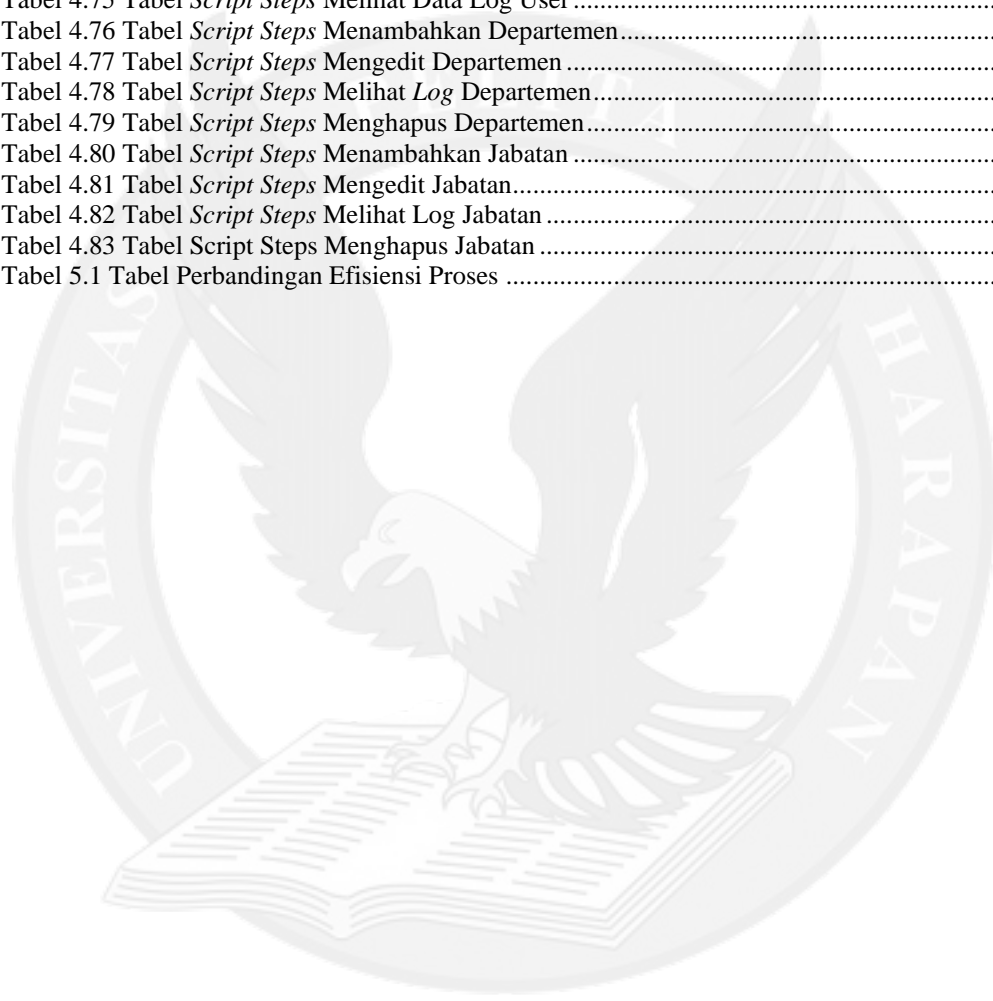 Tabel 4.75 Tabel Script Steps Melihat Data Log User ........................................................................
Tabel 4.76 Tabel Script Steps Menambahkan Departemen................................................................
Tabel 4.77 Tabel Script Steps Mengedit Departemen ........................................................................
Tabel 4.78 Tabel Script Steps Melihat Log Departemen....................................................................
Tabel 4.79 Tabel Script Steps Menghapus Departemen.....................................................................
Tabel 4.80 Tabel Script Steps Menambahkan Jabatan .......................................................................
Tabel 4.81 Tabel Script Steps Mengedit Jabatan.................................................................................
Tabel 4.82 Tabel Script Steps Melihat Log Jabatan ...........................................................................
Tabel 4.83 Tabel Script Steps Menghapus Jabatan ............................................................................
Tabel 5.1 Tabel Perbandingan Efisiensi Proses ..................................................................................
UNIVERSITAS PELITA HARAPAN